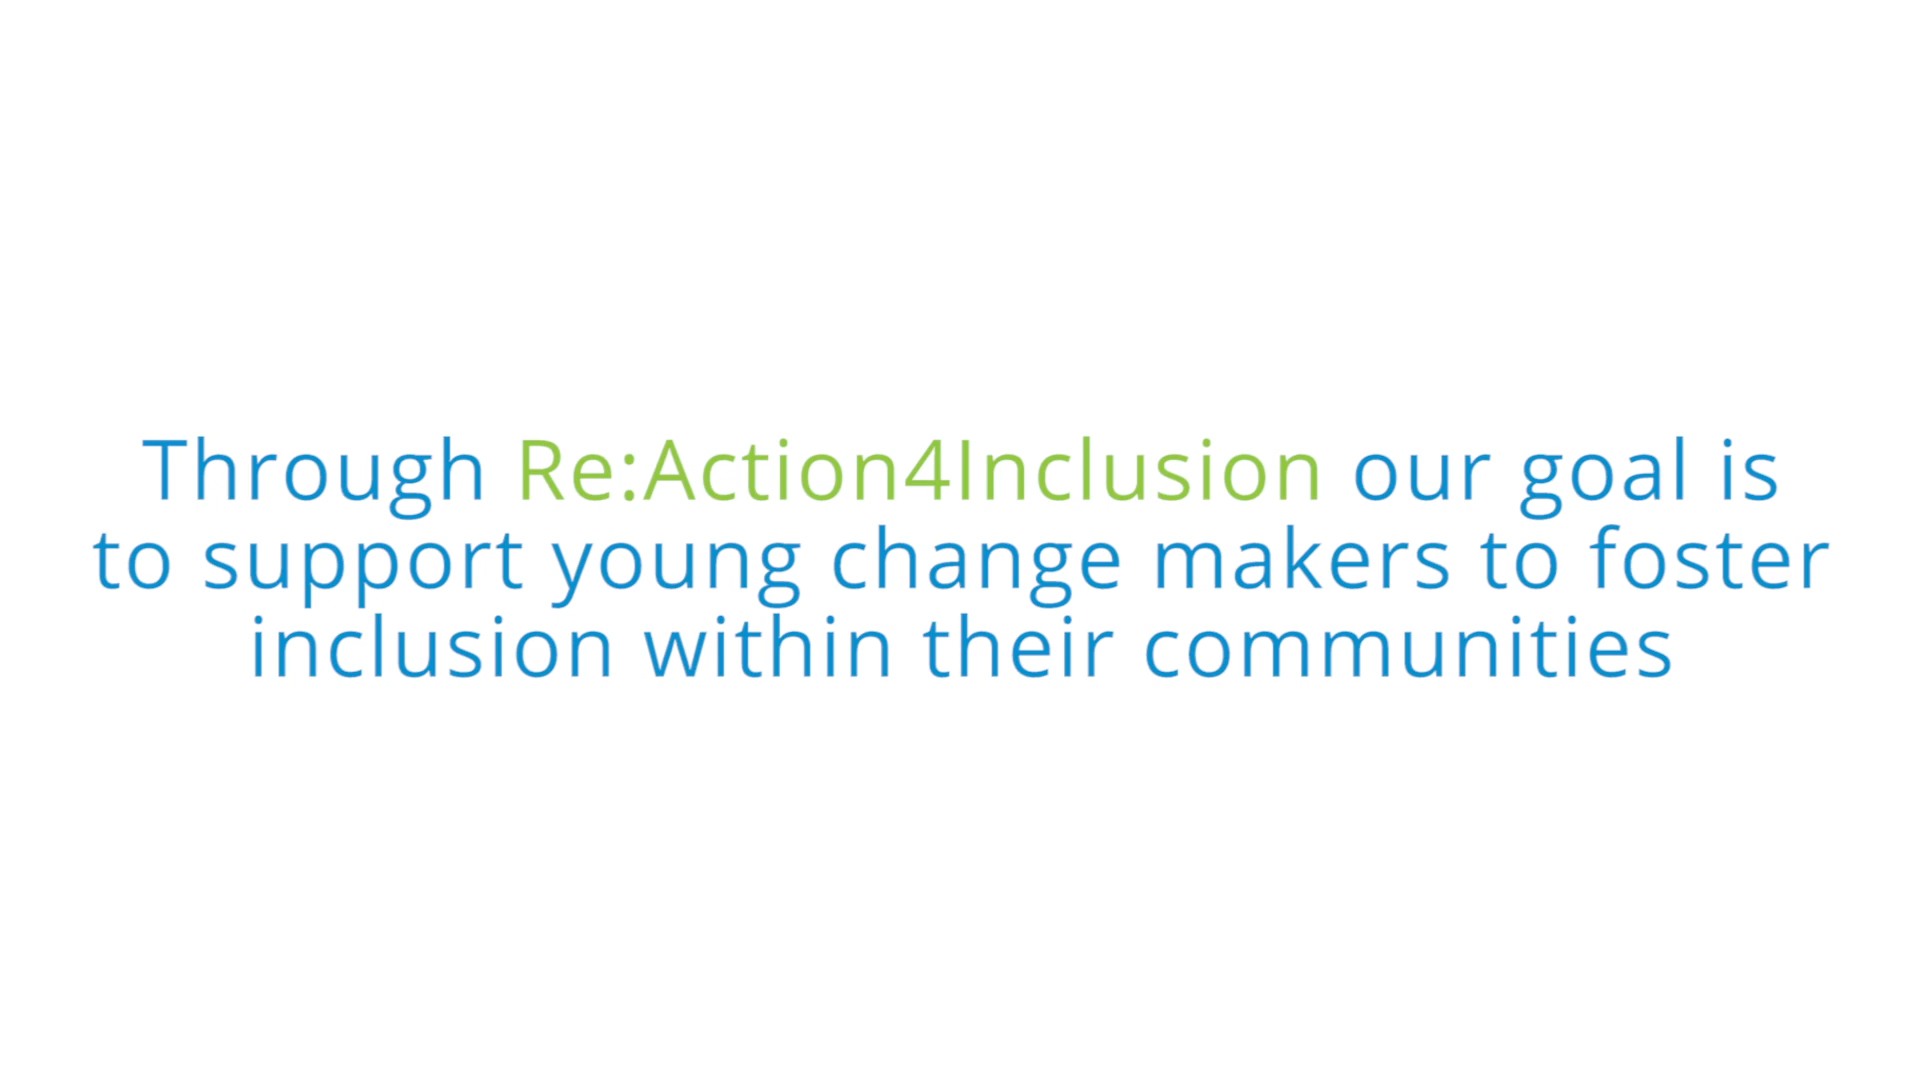 Through Re:Action4Inclusion our goal is
to support young change makers to foster
inclusion within their communities